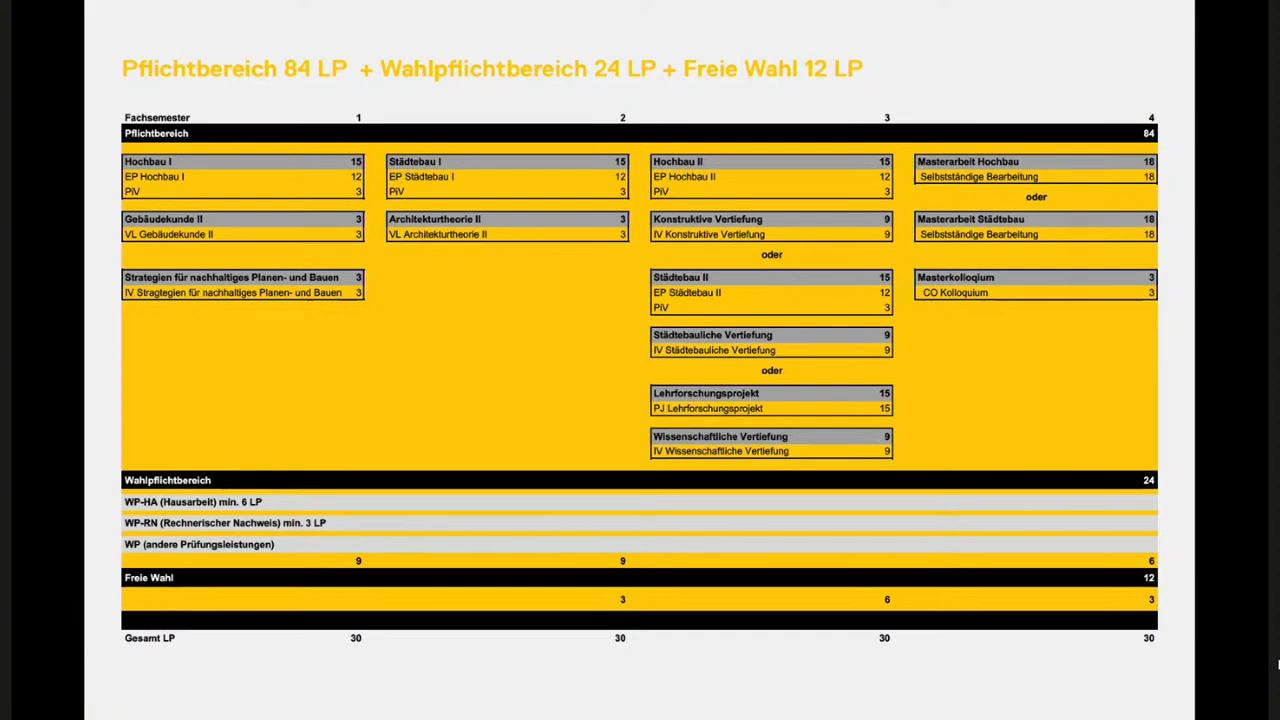 Pflichtbereich 84 LP + Wahlpflichtbereich 24 LP + Freie Wahl 12 LP
Fachsemester 1 2 3 4
Pflichtbereich 84
Hochbau I 15 Städtebau I 15 Hochbau II 15 Masterarbeit Hochbau 18
EP Hochbau I 12 EP Städtebau I 12 EP Hochbau II 12 Selbstständige Bearbeitung 18
PiV 3 PiV 3 PiV 3
oder
Gebäudekunde II 3 Architekturtheorie II 3 Konstruktive Vertiefung 9 Masterarbeit Städtebau 18
VL Gebäudekunde II 3 VL Architekturtheorie II 3 IV Konstruktive Vertiefung 9 Selbstständige Bearbeitung 18
oder
Strategien für nachhaltiges Planen- und Bauen 3 Städtebau II 15 Masterkolloqium 3
IV Stragtegien für nachhaltiges Planen- und Bauen 3 EP Städtebau II 12 CO Kolloquium 3
PiV 3
Städtebauliche Vertiefung 9
IV Städtebauliche Vertiefung 9
oder
Lehrforschungsprojekt 15
PJ Lehrforschungsprojekt 15
Wissenschaftliche Vertiefung 9
IV Wissenschaftliche Vertiefung 9
Wahlpflichtbereich 24
WP-HA (Hausarbeit) min. 6 LP
WP-RN (Rechnerischer Nachweis) min. 3 LP
WP (andere Prüfungsleistungen)
9 9 6
Freie Wahl 12
3 6 3
Gesamt LP 30 30 30 30